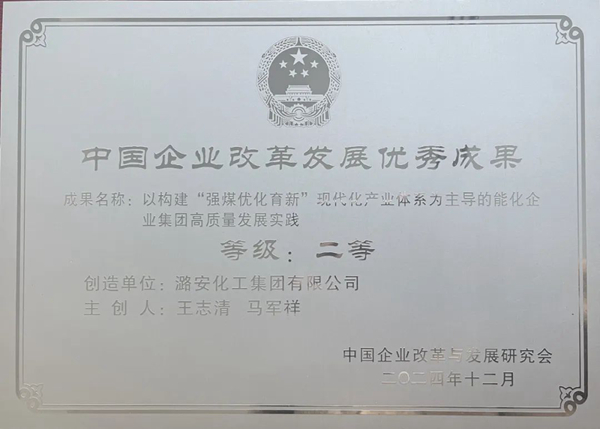 中国企业改革发展优秀成果
成果名称：以构建“强煤优化育新”现代化产业体系为主导的能化企
业集团高质量发展实践
等级：二等
创造单位：潞安化工集团有限公司
主创人：王志清 马军祥
中国企业改革与发展研究会
二〇二四年十二月